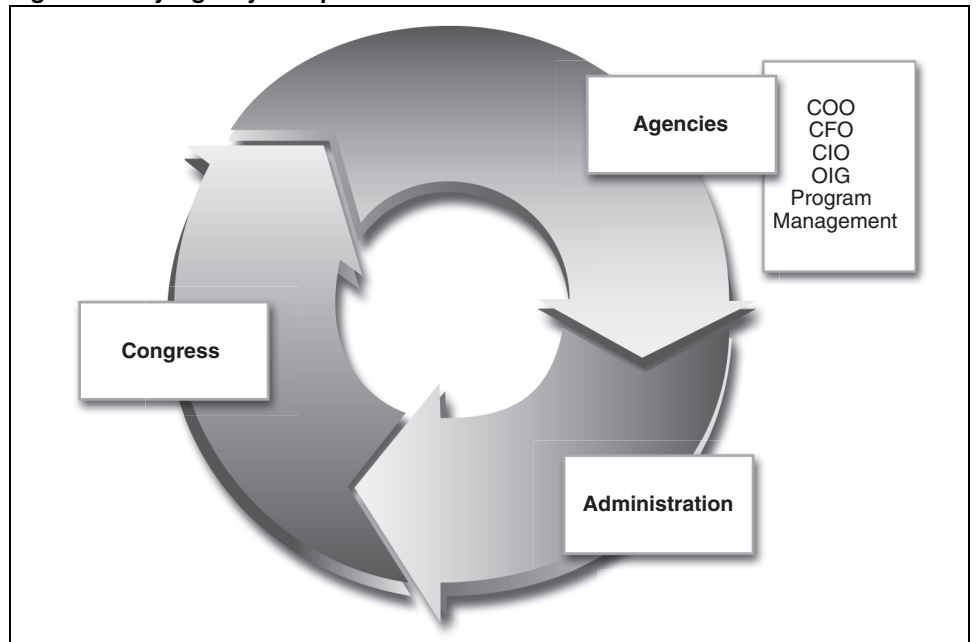 Agencies
COO
CFO
CIO
OIG
Program
Management
Congress
Administration